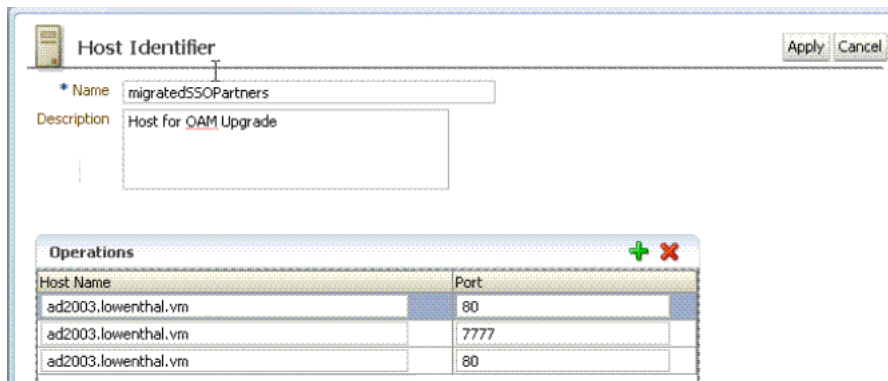 Host Identifier
Apply Cancel
* Name migratedSSOPartners
Description Host for OAM Upgrade
Operations
Host Name Port
ad2003.lowenthal.vm 80
ad2003.lowenthal.vm 7777
ad2003.lowenthal.vm 80